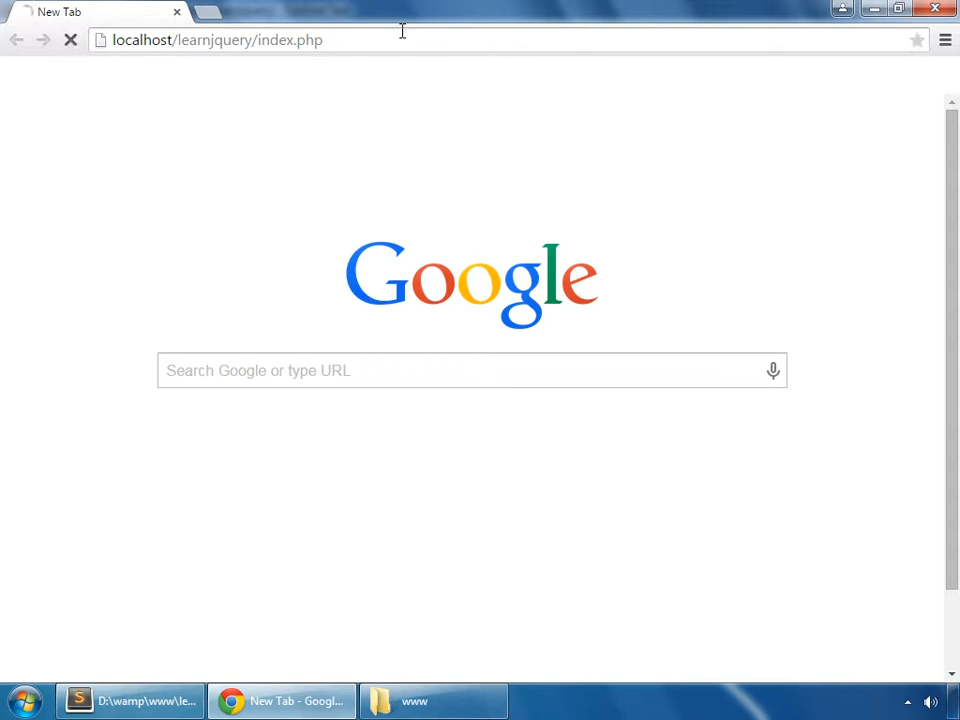 New Tab
localhost/learnjquery/index.php
Google
Search Google or type URL
D:\wamp\www\le...
New Tab - Googl...
www